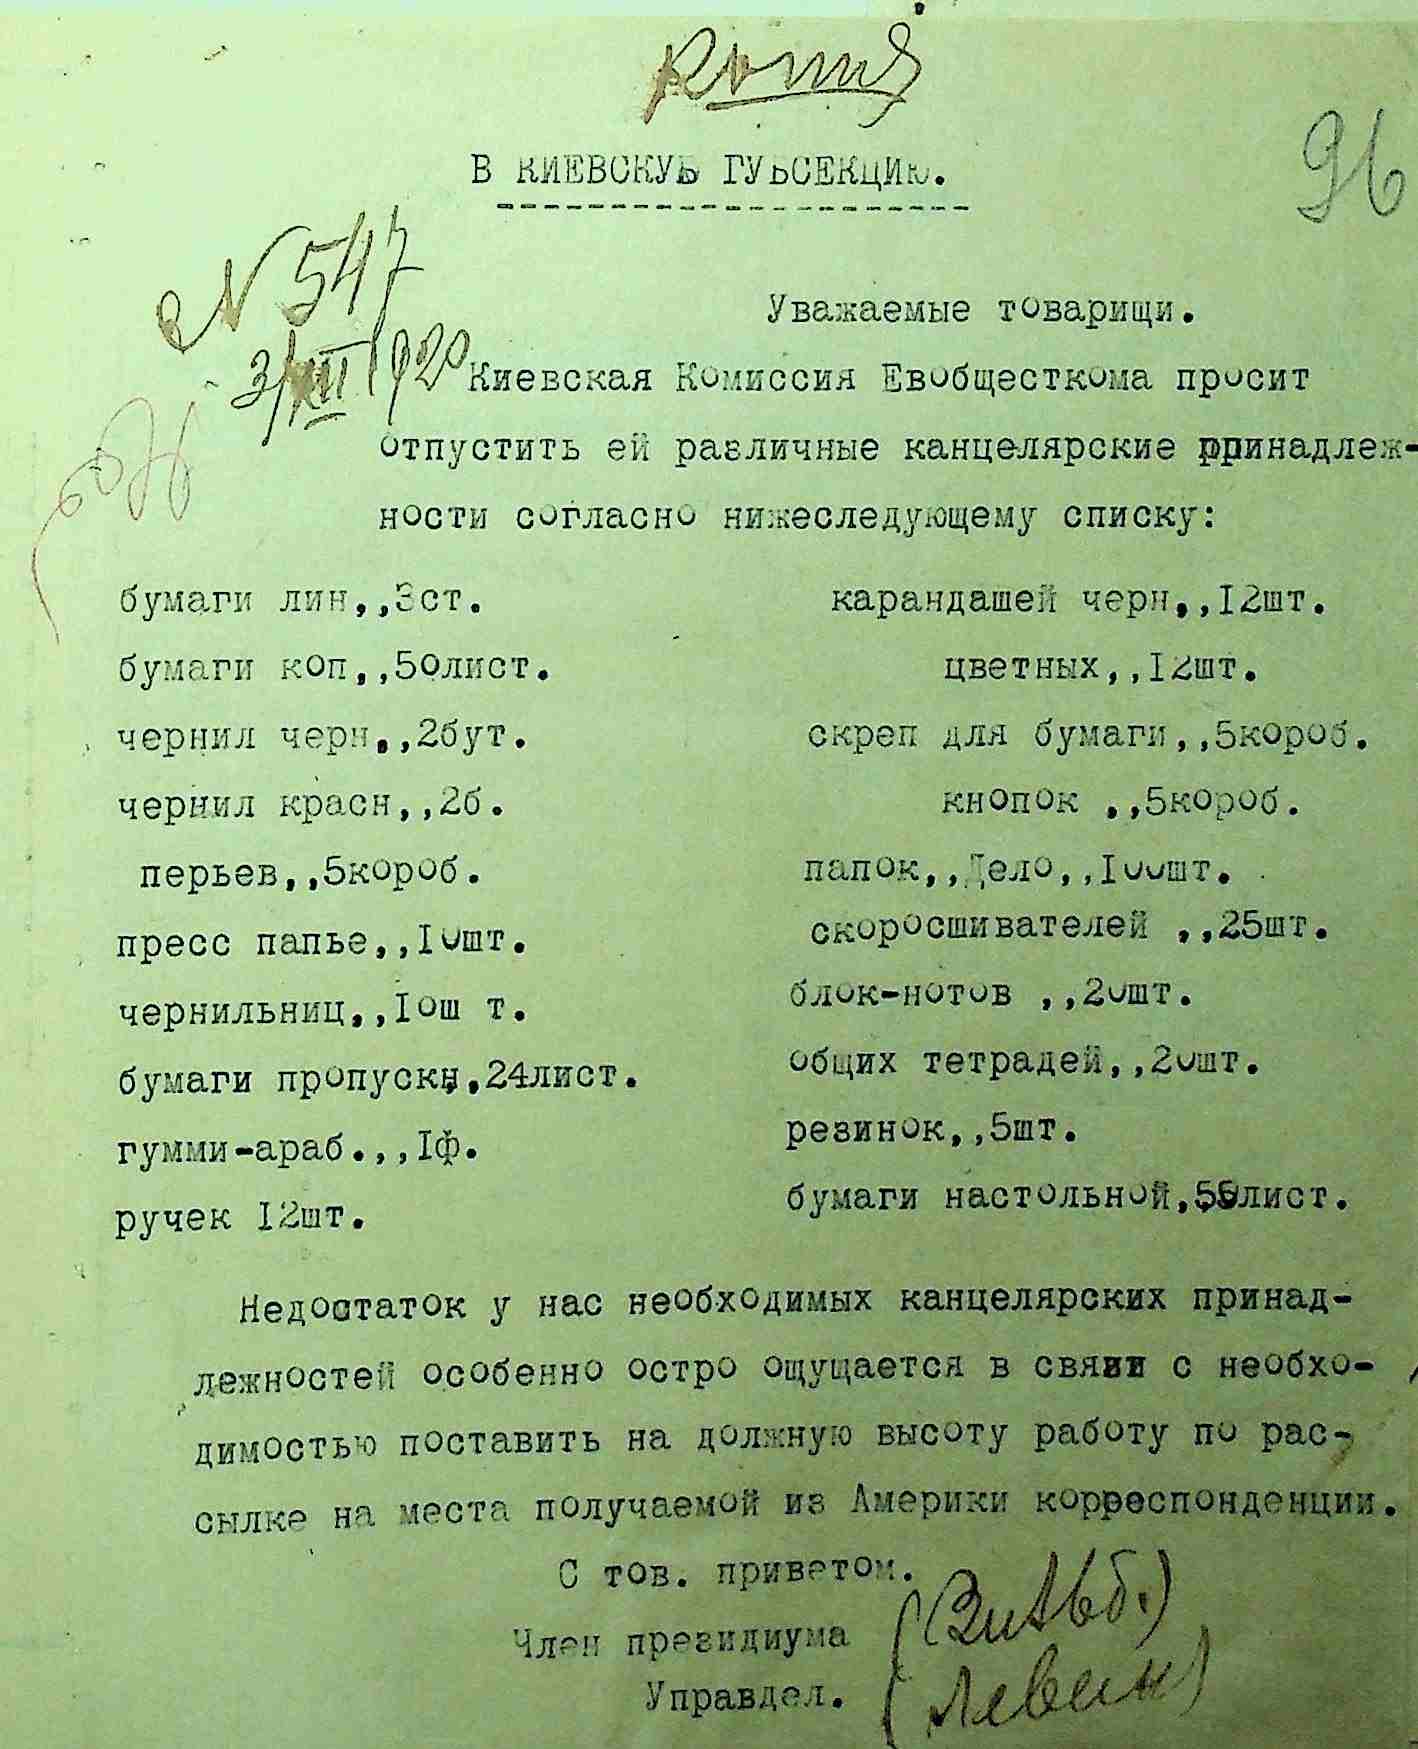 Копия
96
В КИЕВСКУЮ ГУБСЕКЦИЮ.
N 547
3/XII 1920
Уважаемые товарищи.
Киевская Комиссия Евобщесткома просит
отпустить ей различные канцелярские принадлеж-
ности согласно нижеследующему списку:
бумаги лин,,3ст.
бумаги коп,,50лист.
чернил черн,,2бут.
чернил красн,,2б.
перьев,,5короб.
пресс папье,,10шт.
чернильниц,,10ш т.
бумаги пропускн,,24лист.
гумми-араб.,,1ф.
ручек 12шт.
карандашей черн,,12шт.
цветных,,12шт.
скреп для бумаги,,5короб.
кнопок ,,5короб.
папок,,Дело,,100шт.
скоросшивателей ,,25шт.
блок-нотов ,,20шт.
общих тетрадей,,20шт.
резинок,,5шт.
бумаги настольной,,50лист.
Недостаток у нас необходимых канцелярских принад-
лежностей особенно остро ощущается в связи с необхо-
димостью поставить на должную высоту работу по рас-
сылке на места получаемой из Америки корреспонденции.
С тов. приветом.
Член президиума
Управдел.
(Левин)